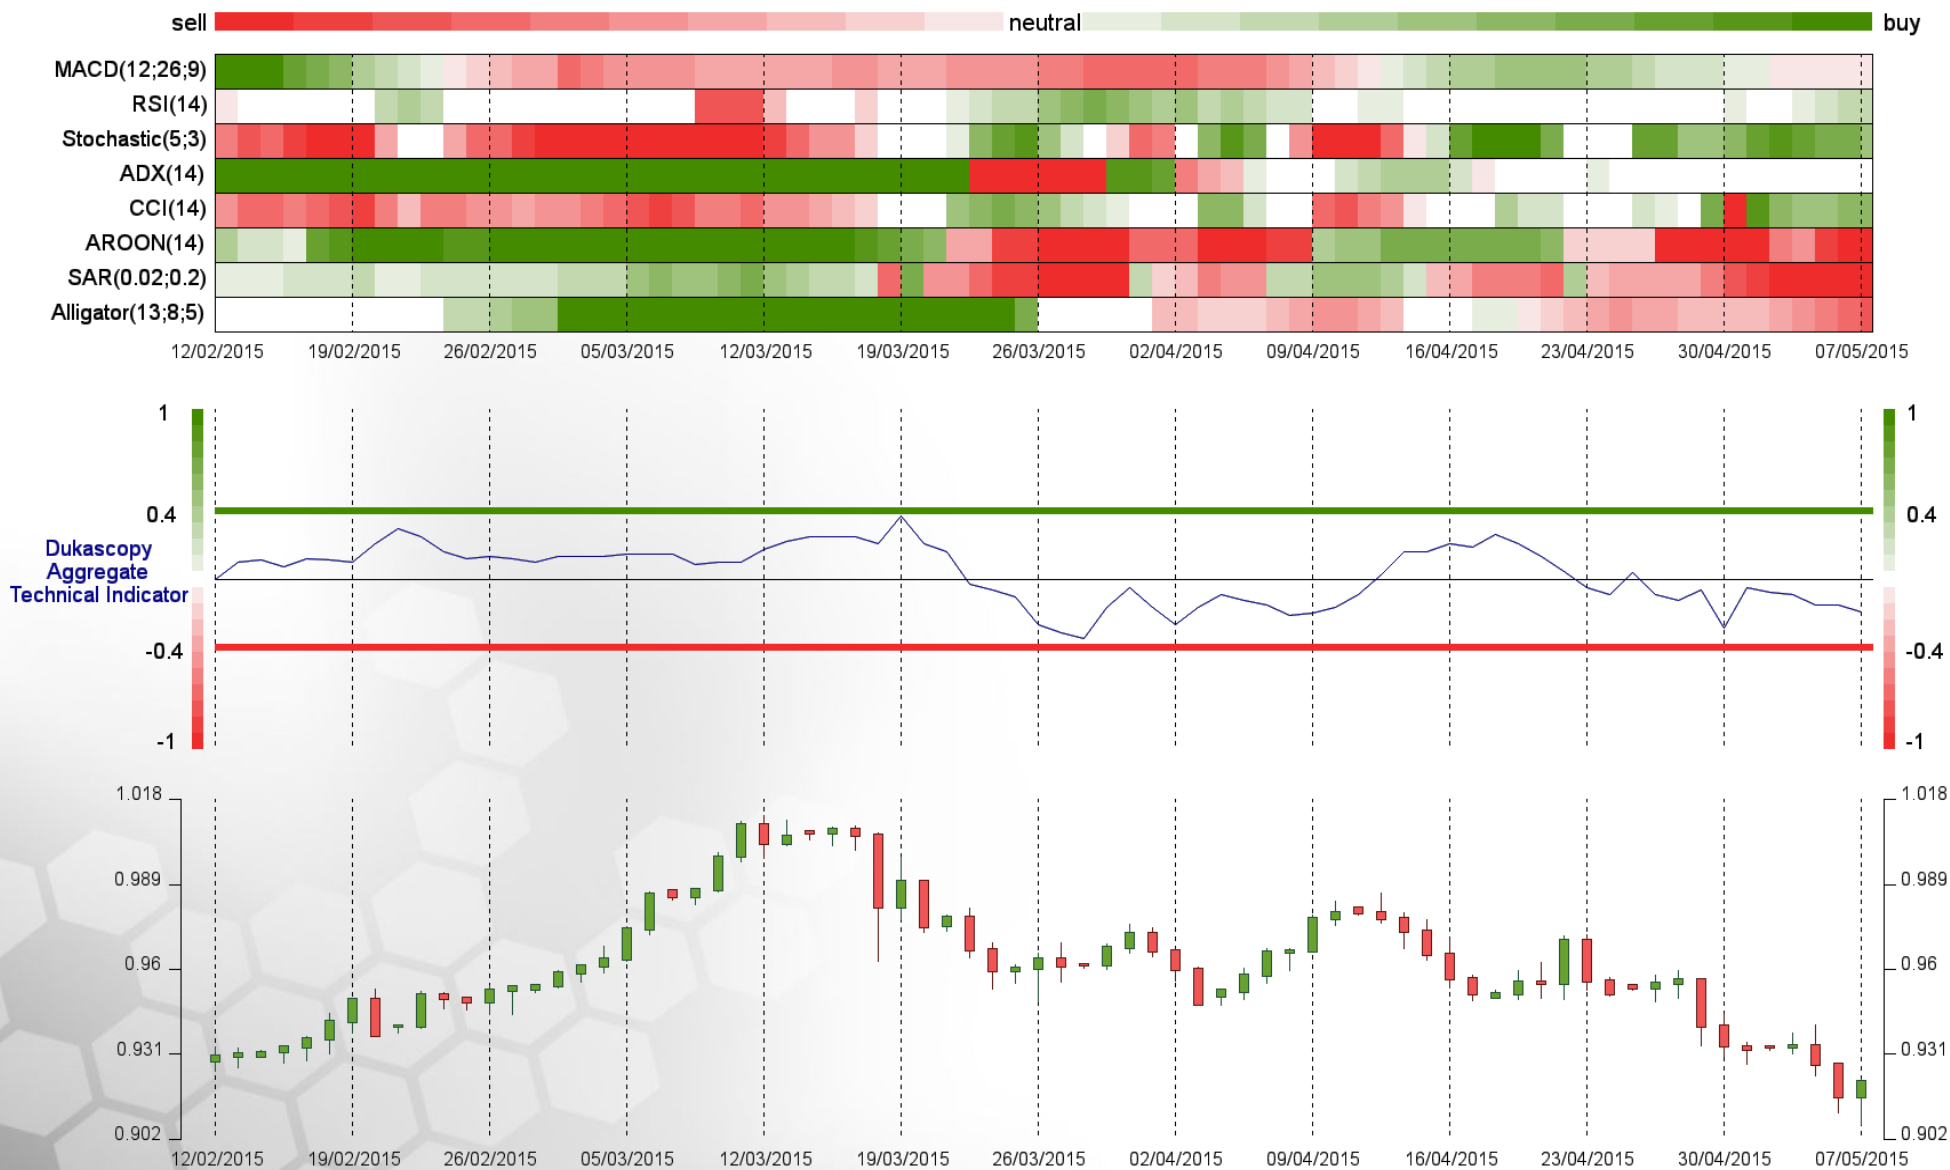 sell neutral buy
MACD(12;26;9)
RSI(14)
Stochastic(5;3)
ADX(14)
CCI(14)
AROON(14)
SAR(0.02;0.2)
Alligator(13;8;5)
12/02/2015 19/02/2015 26/02/2015 05/03/2015 12/03/2015 19/03/2015 26/03/2015 02/04/2015 09/04/2015 16/04/2015 23/04/2015 30/04/2015 07/05/2015
1 1
0.4 0.4
Dukascopy
Aggregate
Technical Indicator
-0.4 -0.4
-1 -1
1.018 1.018
0.989 0.989
0.96 0.96
0.931 0.931
0.902 0.902
12/02/2015 19/02/2015 26/02/2015 05/03/2015 12/03/2015 19/03/2015 26/03/2015 02/04/2015 09/04/2015 16/04/2015 23/04/2015 30/04/2015 07/05/2015